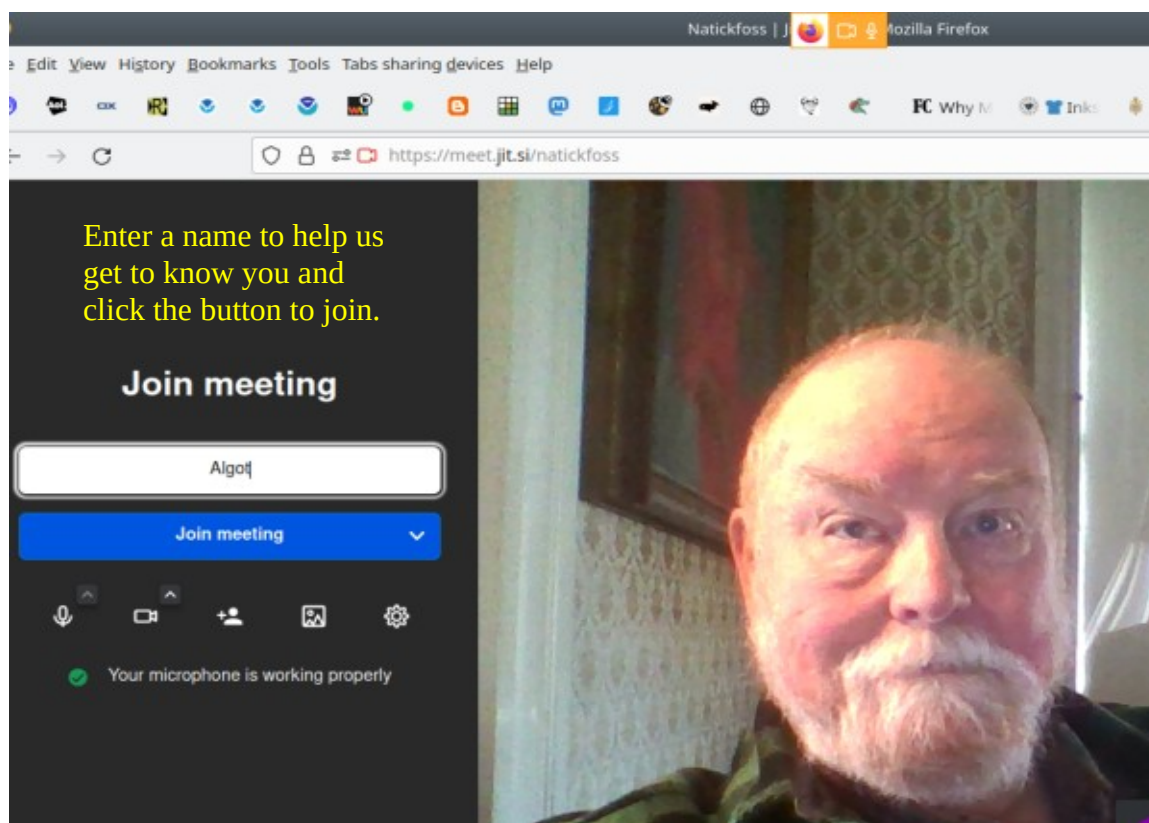 Natickfoss | J
Mozilla Firefox
Edit View History Bookmarks Tools Tabs sharing devices Help
FC Why M
Inks
https://meet.jit.si/natickfoss
Enter a name to help us
get to know you and
click the button to join.
Join meeting
Algot
Join meeting
Your microphone is working properly